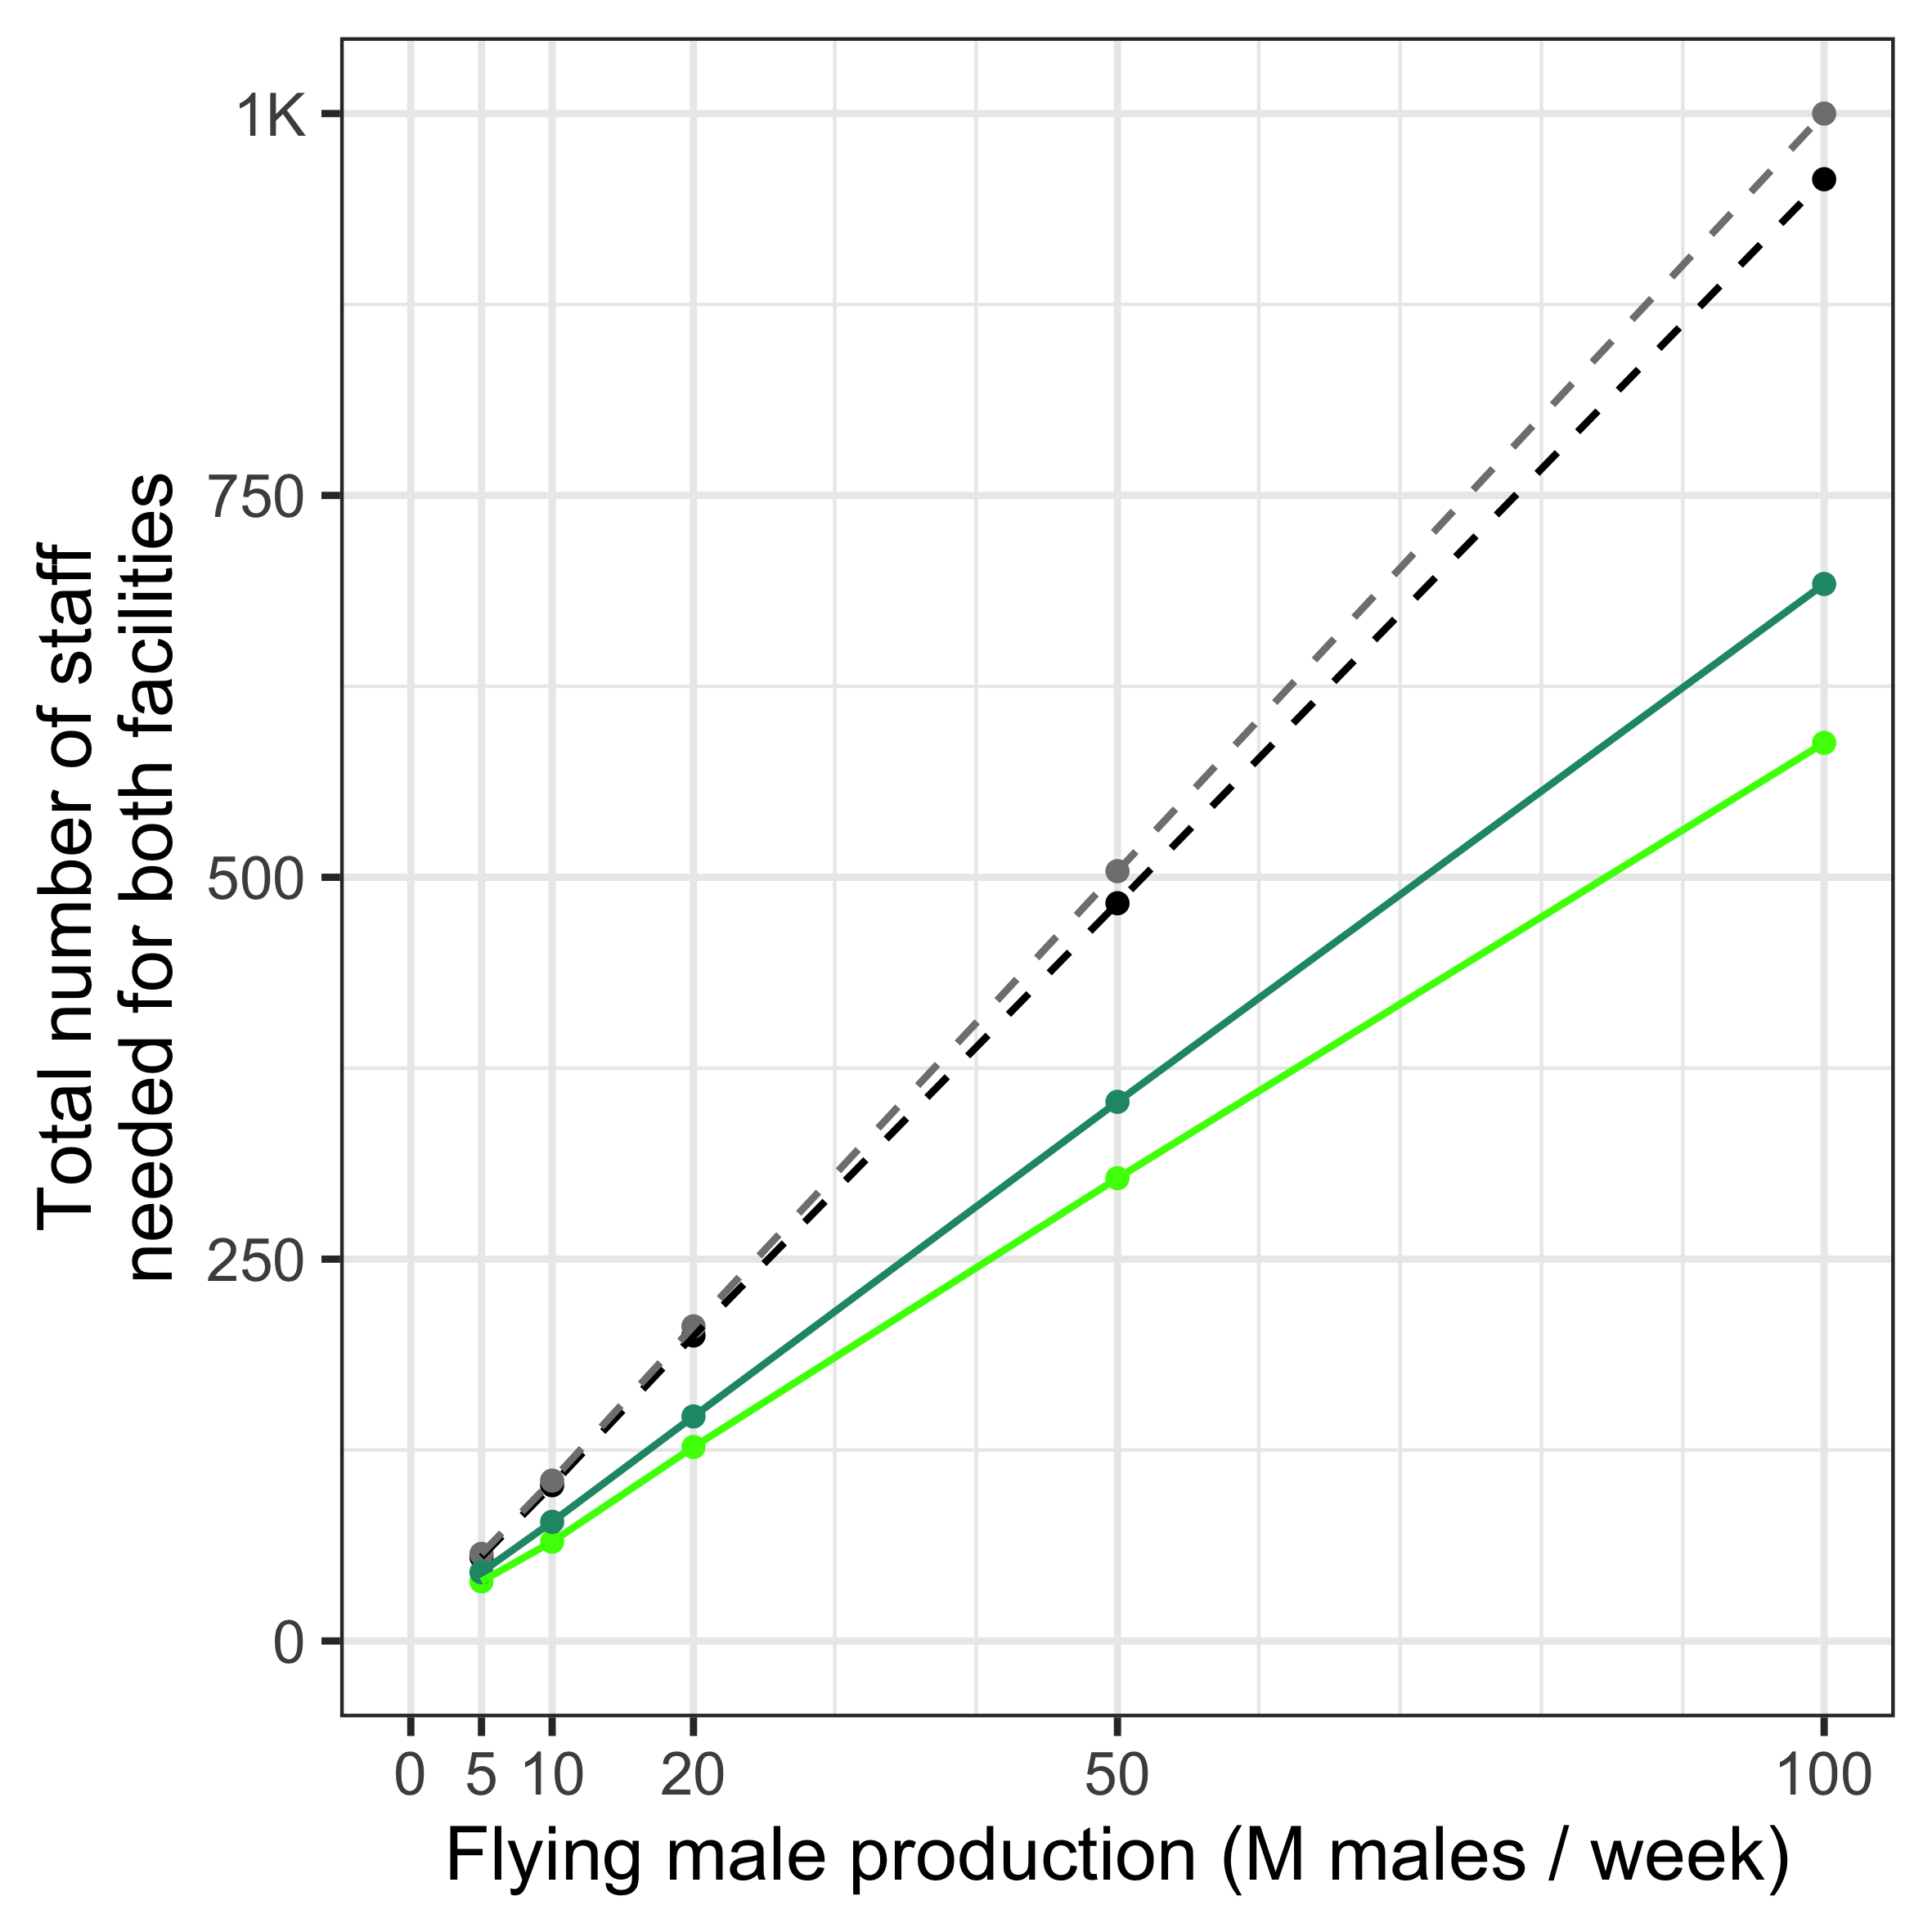 Total number of staff
needed for both facilities
1K
750
500
250
0
0 5 10 20 50 100
Flying male production (M males / week)